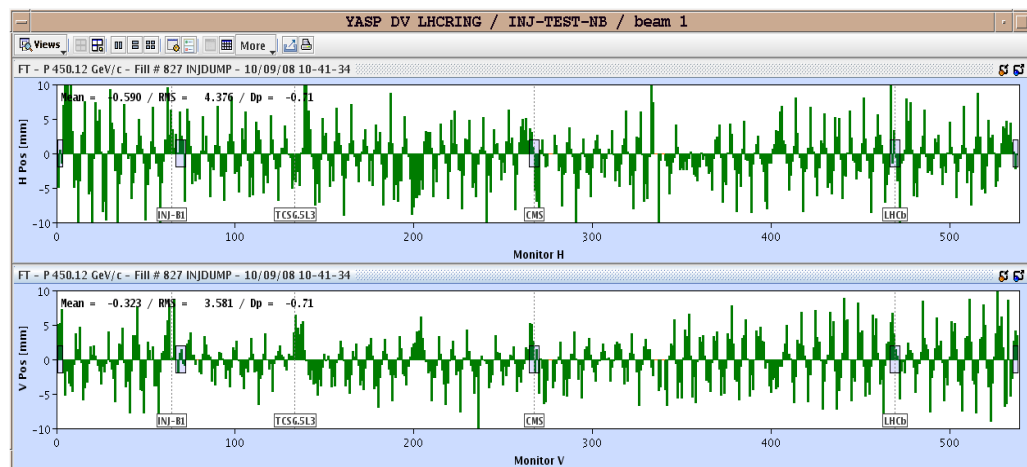 YASP DV LHCRING / INJ-TEST-NB / beam 1
Views More
FT - P 450.12 GeV/c - Fill # 827 INJDUMP - 10/09/08 10-41-34
Mean = -0.590 / RMS = 4.376 / Dp = -0.71
10
5
0
-5
-10
H Pos [mm]
INJ-B1 TCSG.5L3 CMS LHCb
0 100 200 300 400 500
Monitor H
FT - P 450.12 GeV/c - Fill # 827 INJDUMP - 10/09/08 10-41-34
Mean = -0.323 / RMS = 3.581 / Dp = -0.71
10
5
0
-5
-10
V Pos [mm]
INJ-B1 TCSG.5L3 CMS LHCb
0 100 200 300 400 500
Monitor V